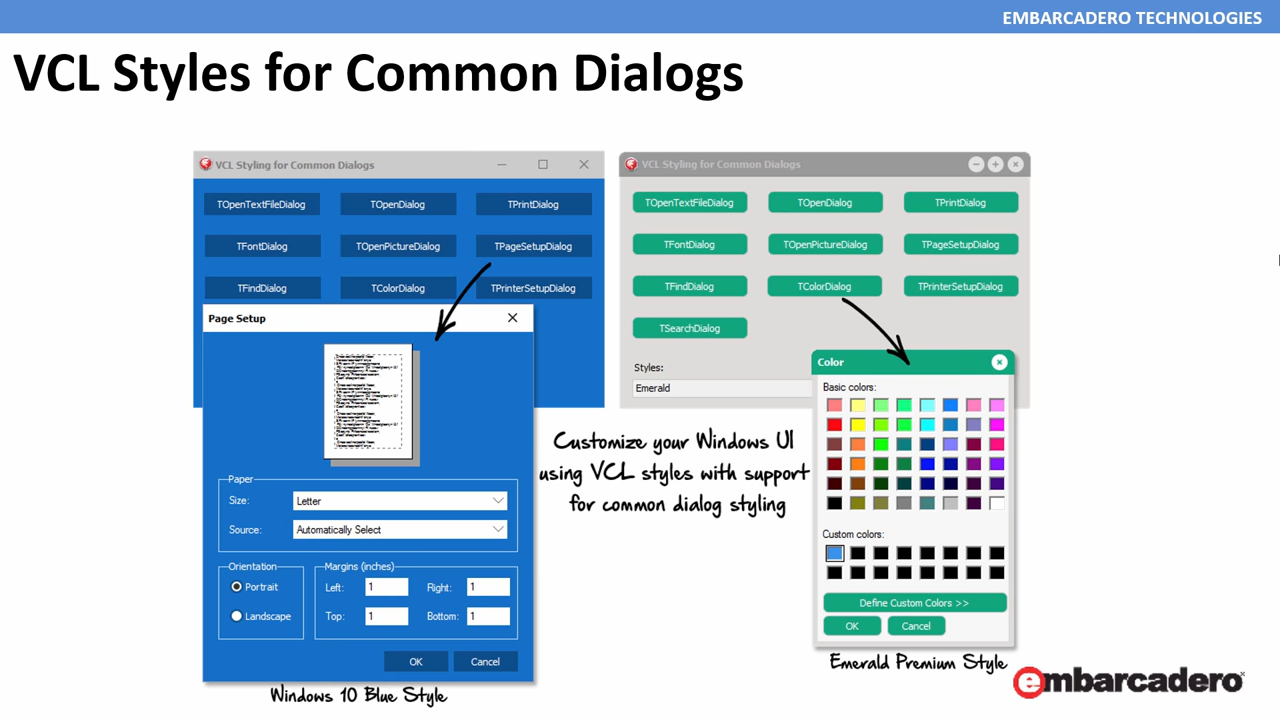 EMBARCADERO TECHNOLOGIES
VCL Styles for Common Dialogs
VCL Styling for Common Dialogs
TOpenTextFileDialog TOpenDialog TPrintDialog
TFontDialog TOpenPictureDialog TPageSetupDialog
TFindDialog TColorDialog TPrinterSetupDialog
Page Setup
Paper
Size: Letter
Source: Automatically Select
Orientation
Portrait
Landscape
Margins (inches)
Left: 1 Right: 1
Top: 1 Bottom: 1
OK Cancel
Windows 10 Blue Style
VCL Styling for Common Dialogs
TOpenTextFileDialog TOpenDialog TPrintDialog
TFontDialog TOpenPictureDialog TPageSetupDialog
TFindDialog TColorDialog TPrinterSetupDialog
TSearchDialog
Styles:
Emerald
Customize your Windows UI
using VCL styles with support
for common dialog styling
Color
Basic colors:
Custom colors:
Define Custom Colors >>
OK Cancel
Emerald Premium Style
embarcadero